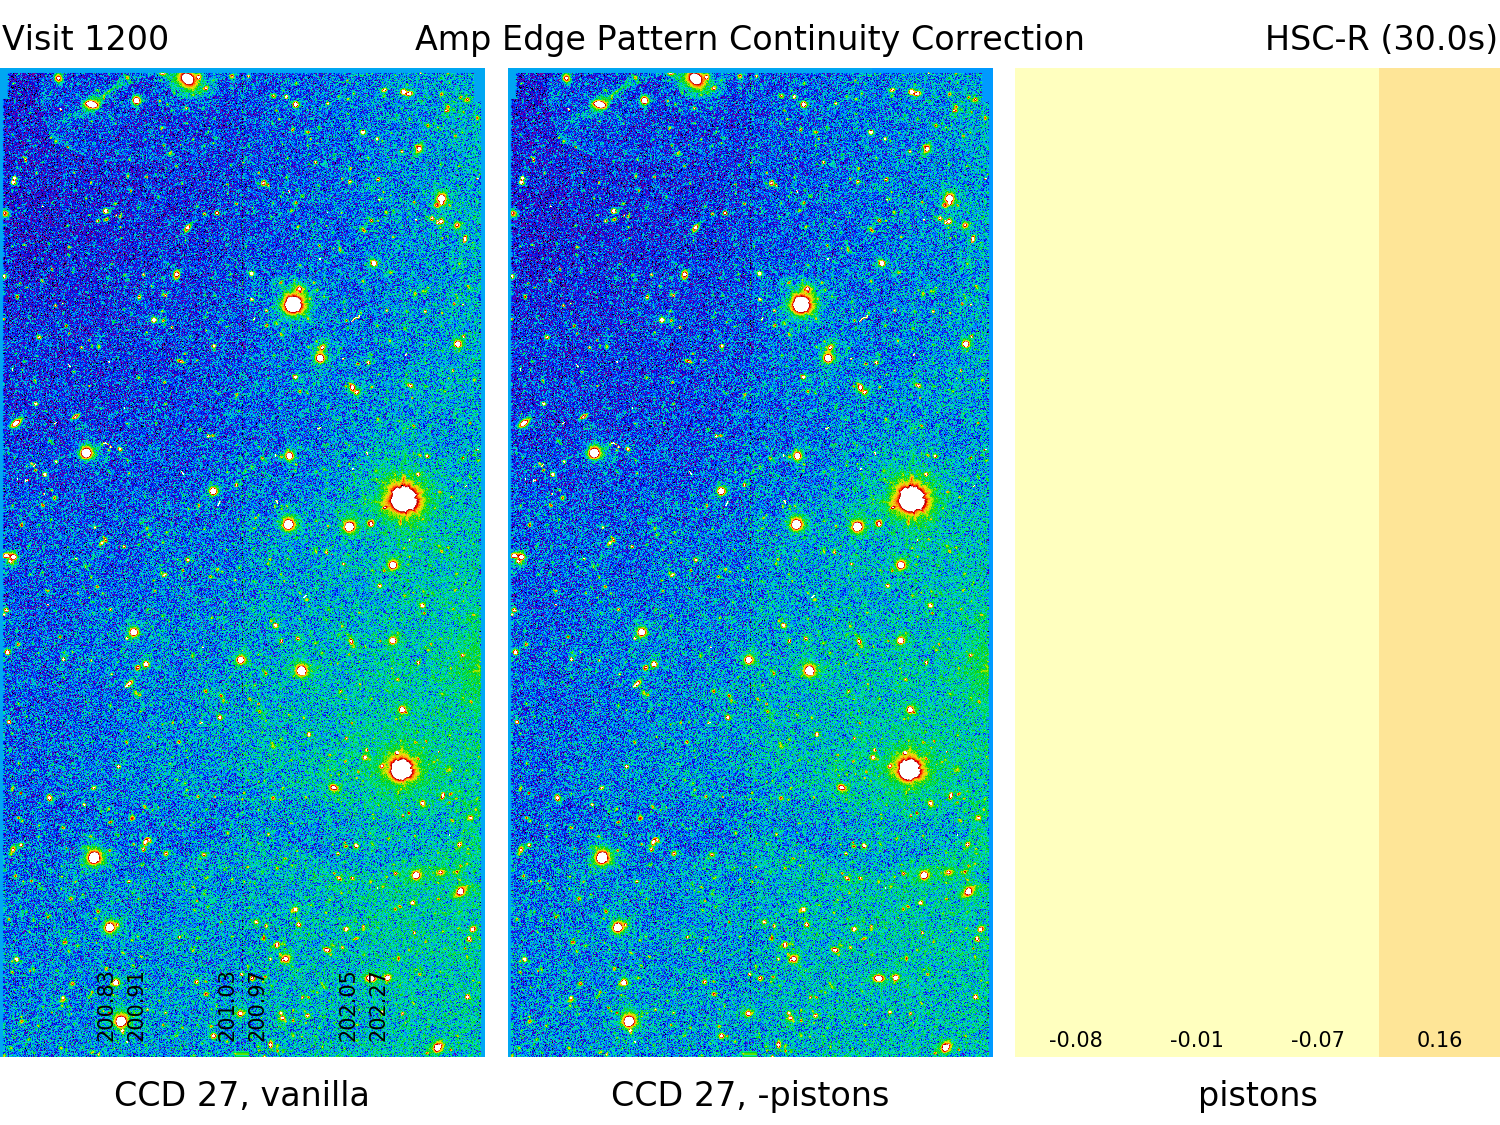 Visit 1200
Amp Edge Pattern Continuity Correction
HSC-R (30.0s)
200.83
200.91
201.03
200.97
202.05
202.27
-0.08
-0.01
-0.07
0.16
CCD 27, vanilla
CCD 27, -pistons
pistons